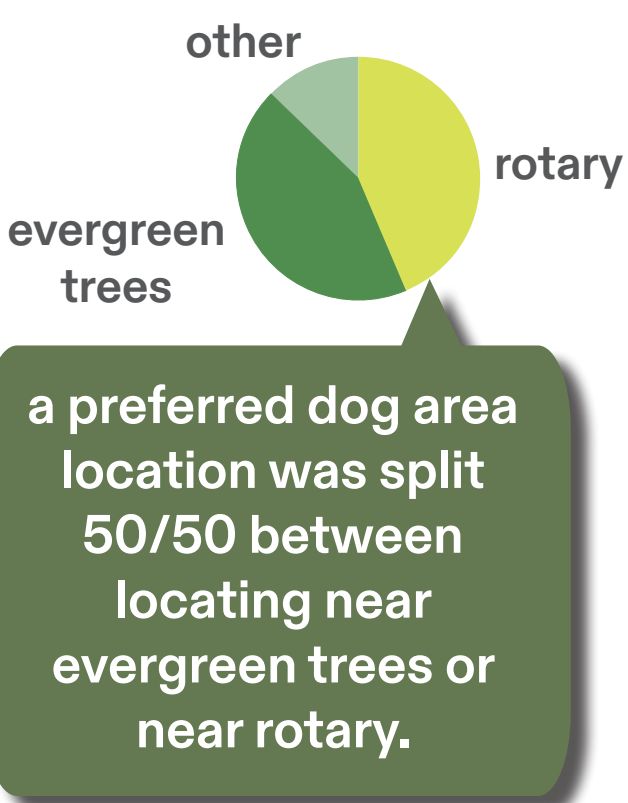 other
rotary
evergreen
trees
a preferred dog area
location was split
50/50 between
locating near
evergreen trees or
near rotary.